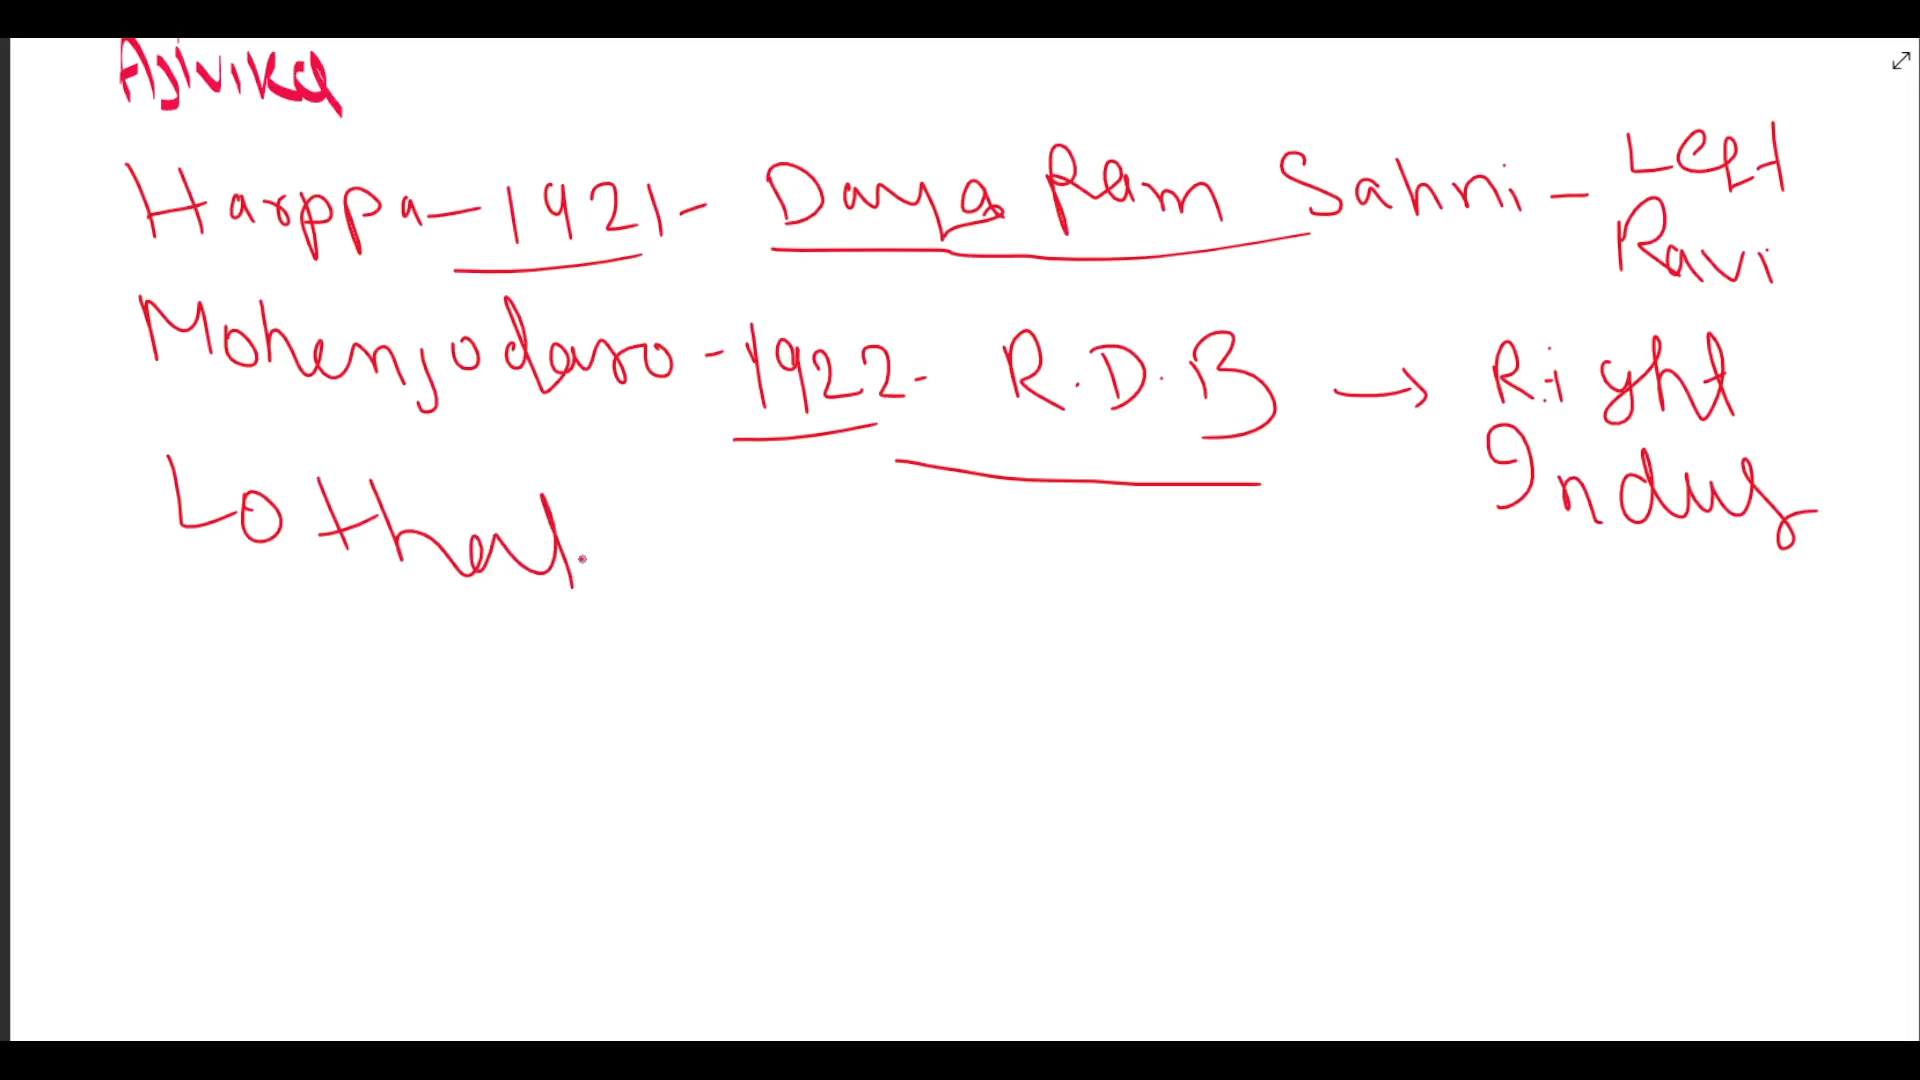 Ajivika
Harppa - 1921 - Daya Ram Sahni - Left
Ravi
Mohenjodaro - 1922 - R.D.B → Right
Indus
Lothal